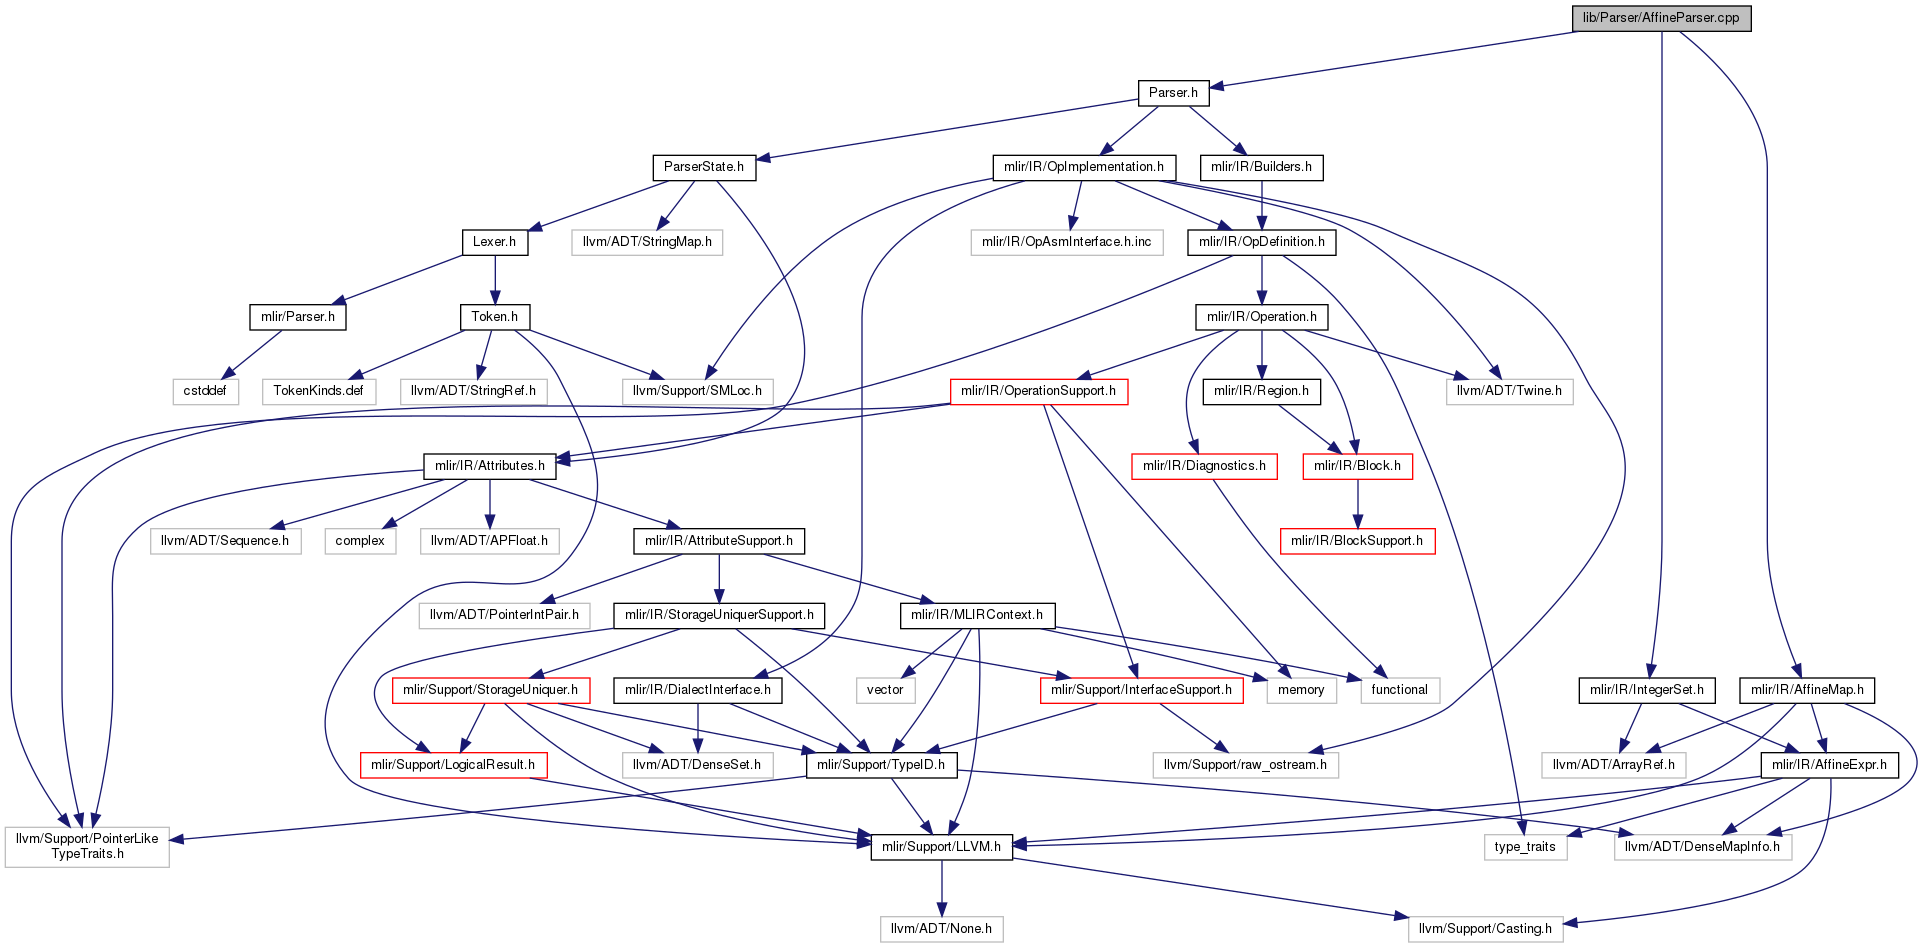 lib/Parser/AffineParser.cpp
Parser.h
ParserState.h
mlir/IR/OpImplementation.h
mlir/IR/Builders.h
Lexer.h
llvm/ADT/StringMap.h
mlir/IR/OpAsmInterface.h.inc
mlir/IR/OpDefinition.h
mlir/Parser.h
Token.h
mlir/IR/Operation.h
cstddef
TokenKinds.def
llvm/ADT/StringRef.h
llvm/Support/SMLoc.h
mlir/IR/OperationSupport.h
mlir/IR/Region.h
llvm/ADT/Twine.h
mlir/IR/Attributes.h
mlir/IR/Diagnostics.h
mlir/IR/Block.h
llvm/ADT/Sequence.h
complex
llvm/ADT/APFloat.h
mlir/IR/AttributeSupport.h
mlir/IR/BlockSupport.h
llvm/ADT/PointerIntPair.h
mlir/IR/StorageUniquerSupport.h
mlir/IR/MLIRContext.h
mlir/Support/StorageUniquer.h
mlir/IR/DialectInterface.h
vector
mlir/Support/InterfaceSupport.h
memory
functional
mlir/IR/IntegerSet.h
mlir/IR/AffineMap.h
mlir/Support/LogicalResult.h
llvm/ADT/DenseSet.h
mlir/Support/TypeID.h
llvm/Support/raw_ostream.h
llvm/ADT/ArrayRef.h
mlir/IR/AffineExpr.h
llvm/Support/PointerLike
TypeTraits.h
mlir/Support/LLVM.h
type_traits
llvm/ADT/DenseMapInfo.h
llvm/ADT/None.h
llvm/Support/Casting.h